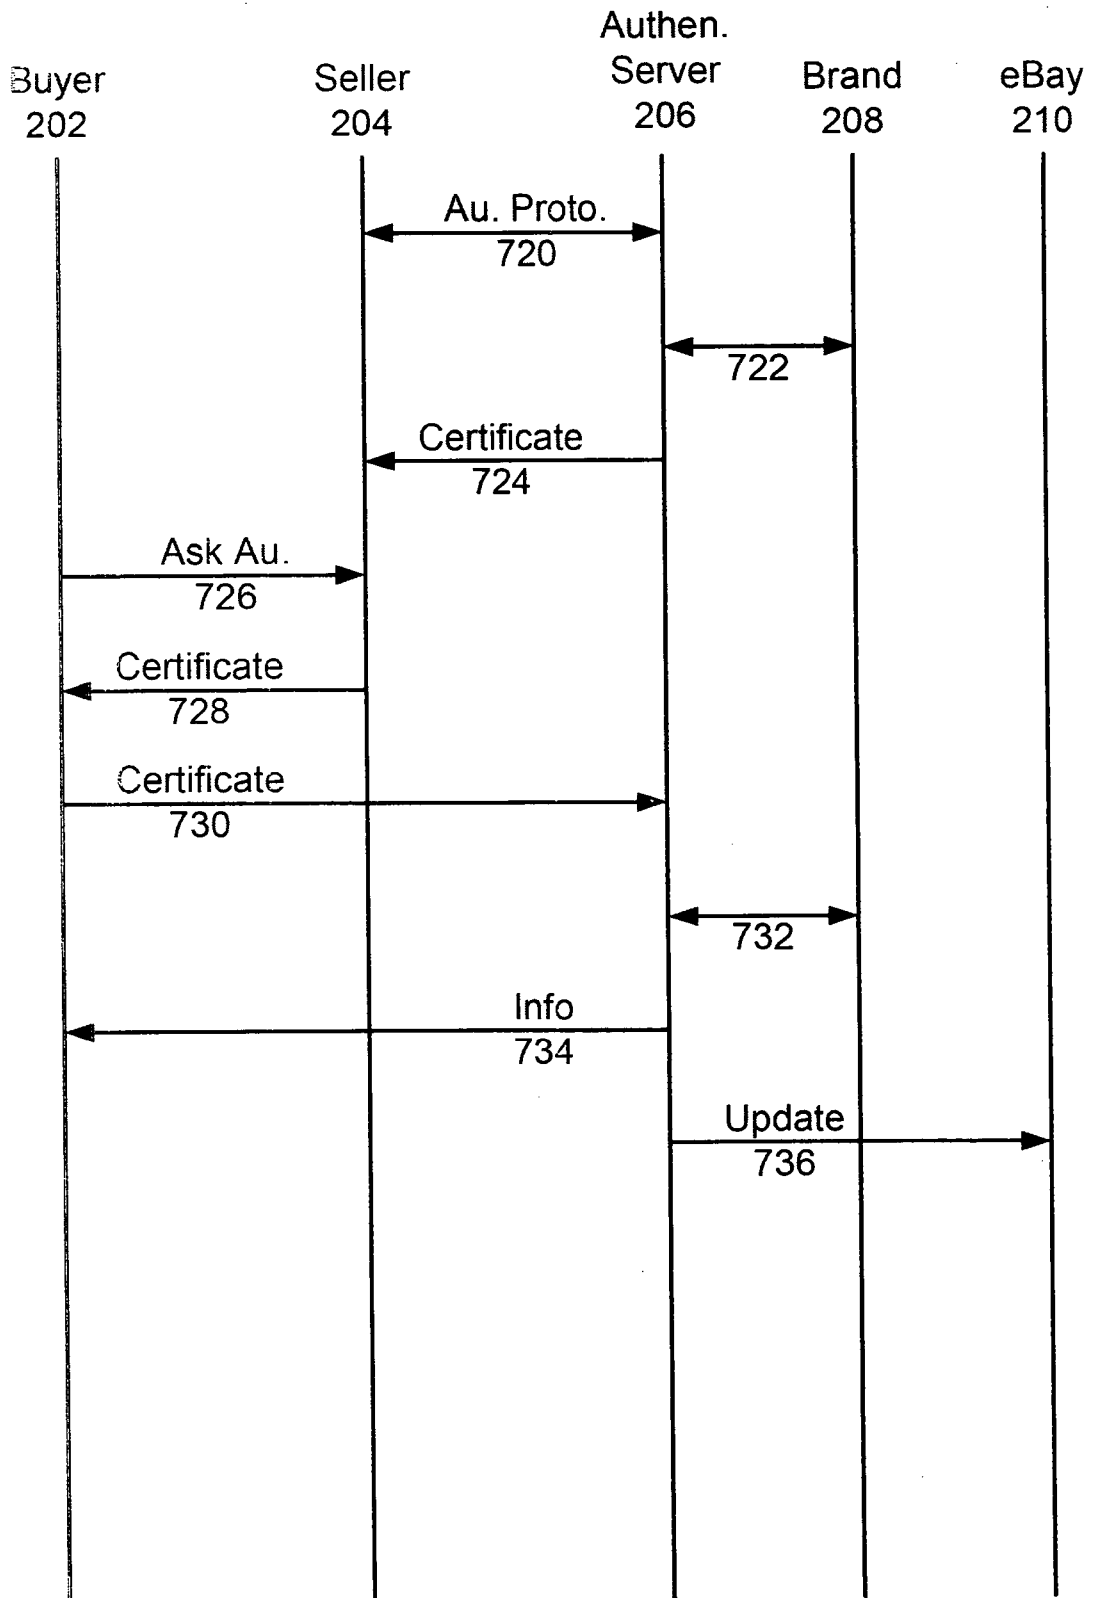 Buyer
202
Seller
204
Authen.
Server
206
Brand
208
eBay
210
Au. Proto.
720
722
Certificate
724
Ask Au.
726
Certificate
728
Certificate
730
732
Info
734
Update
736